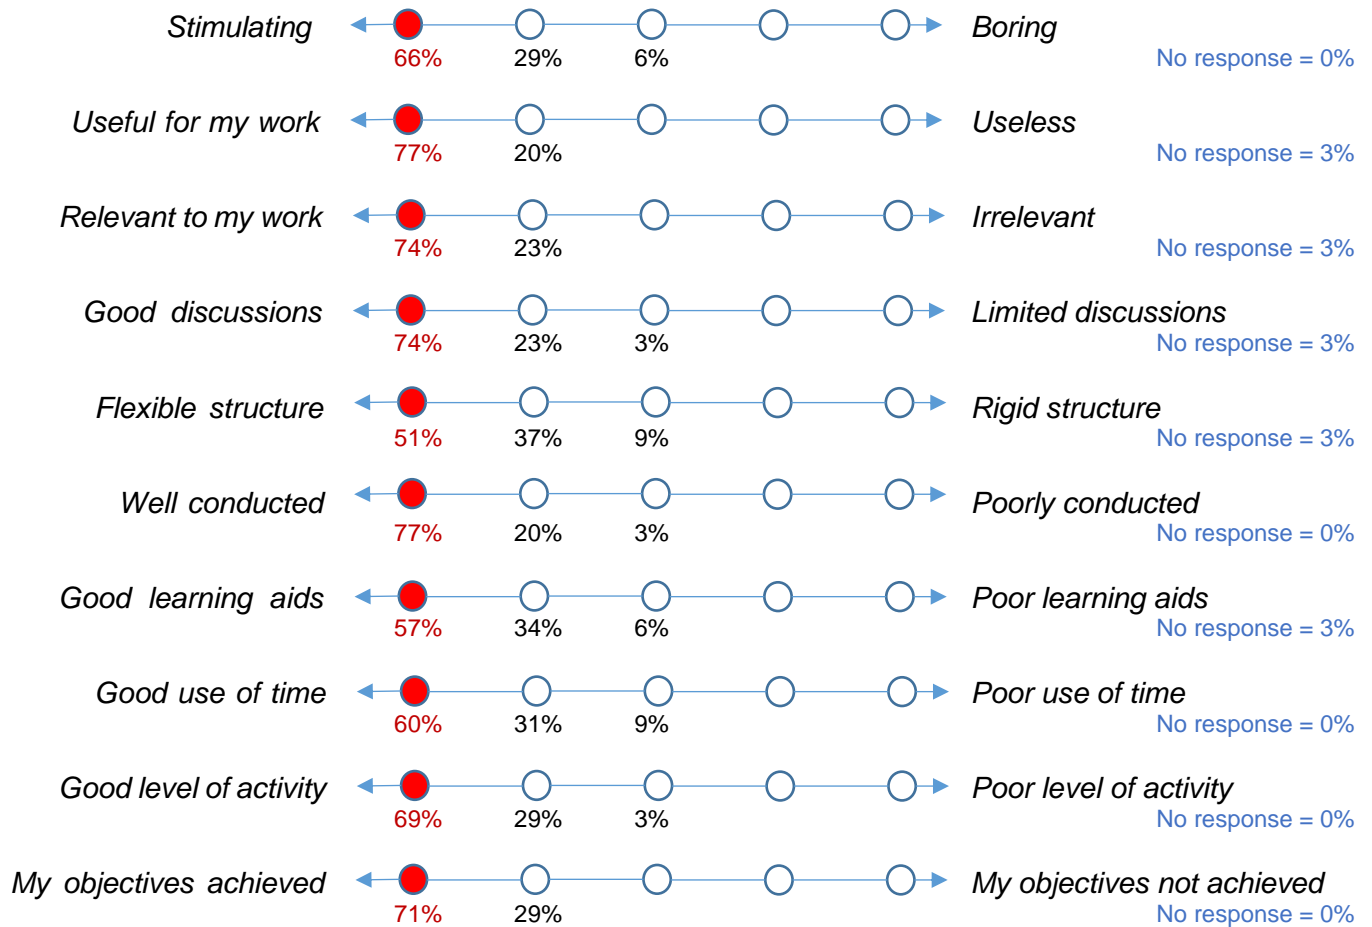 Stimulating Boring
66% 29% 6% No response = 0%
Useful for my work Useless
77% 20% No response = 3%
Relevant to my work Irrelevant
74% 23% No response = 3%
Good discussions Limited discussions
74% 23% 3% No response = 3%
Flexible structure Rigid structure
51% 37% 9% No response = 3%
Well conducted Poorly conducted
77% 20% 3% No response = 0%
Good learning aids Poor learning aids
57% 34% 6% No response = 3%
Good use of time Poor use of time
60% 31% 9% No response = 0%
Good level of activity Poor level of activity
69% 29% 3% No response = 0%
My objectives achieved My objectives not achieved
71% 29% No response = 0%